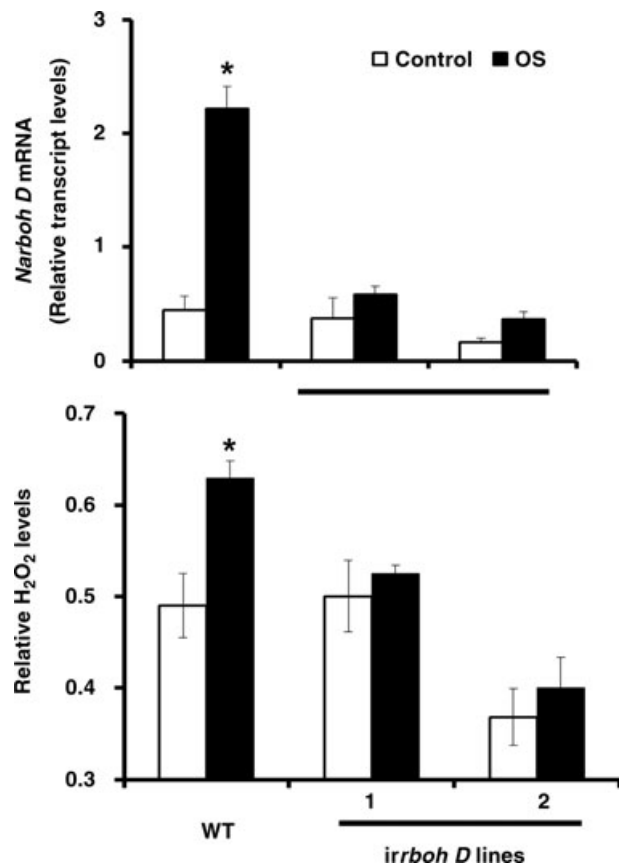 3
Control OS
*
2
Narboh D mRNA
(Relative transcript levels)
1
0
0.7
*
0.6
Relative H₂O₂ levels
0.5
0.4
0.3
1 2
WT
irrboh D lines